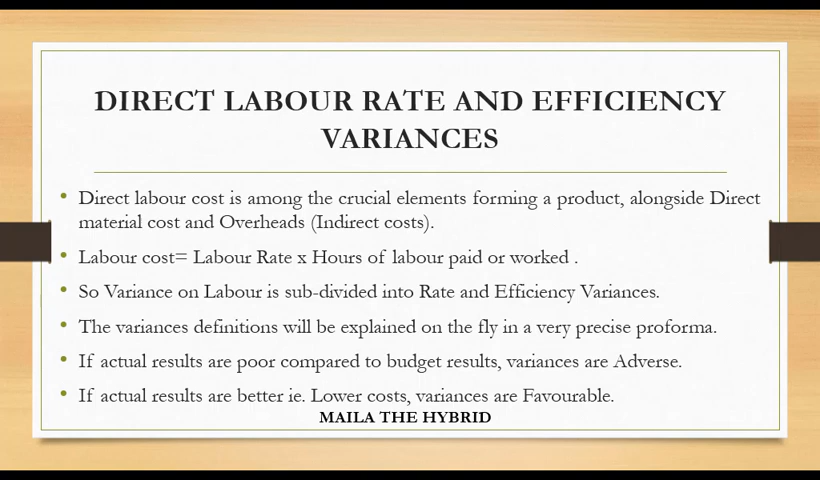 DIRECT LABOUR RATE AND EFFICIENCY
VARIANCES
• Direct labour cost is among the crucial elements forming a product, alongside Direct
material cost and Overheads (Indirect costs).
• Labour cost= Labour Rate x Hours of labour paid or worked .
• So Variance on Labour is sub-divided into Rate and Efficiency Variances.
• The variances definitions will be explained on the fly in a very precise proforma.
• If actual results are poor compared to budget results, variances are Adverse.
• If actual results are better ie. Lower costs, variances are Favourable.
MAILA THE HYBRID